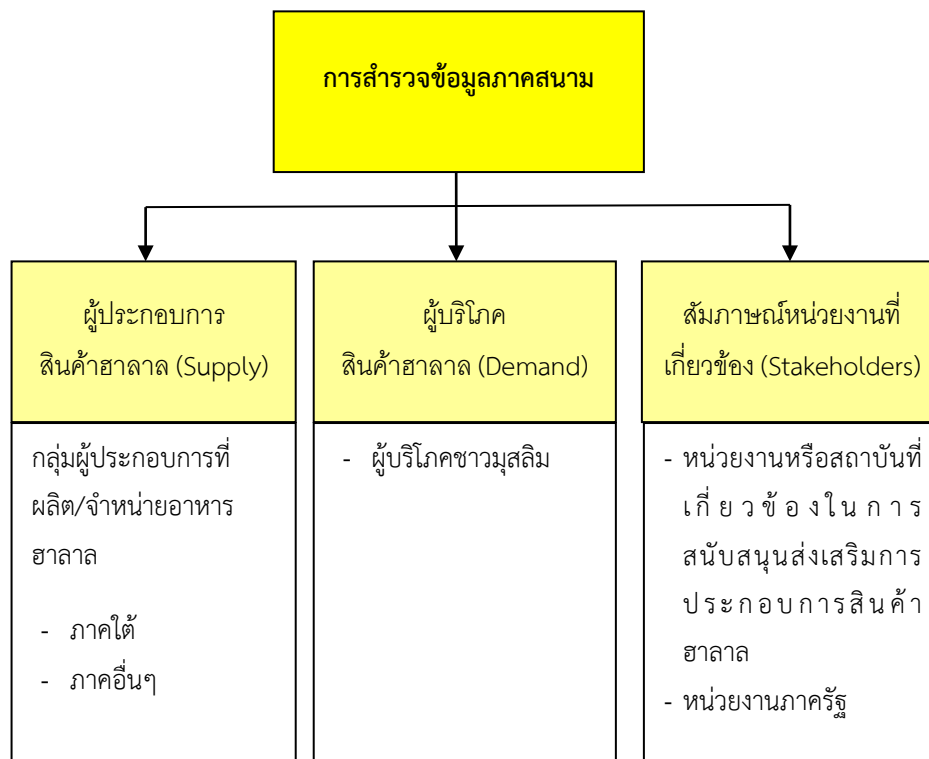 การสำรวจข้อมูลภาคสนาม
ผู้ประกอบการ
สินค้าฮาลาล (Supply)
กลุ่มผู้ประกอบการที่
ผลิต/จำหน่ายอาหาร
ฮาลาล
- ภาคใต้
- ภาคอื่นๆ
ผู้บริโภค
สินค้าฮาลาล (Demand)
- ผู้บริโภคชาวมุสลิม
สัมภาษณ์หน่วยงานที่
เกี่ยวข้อง (Stakeholders)
- หน่วยงานหรือสถาบันที่
เกี่ยวข้องในการ
สนับสนุนส่งเสริมการ
ประกอบการสินค้า
ฮาลาล
- หน่วยงานภาครัฐ